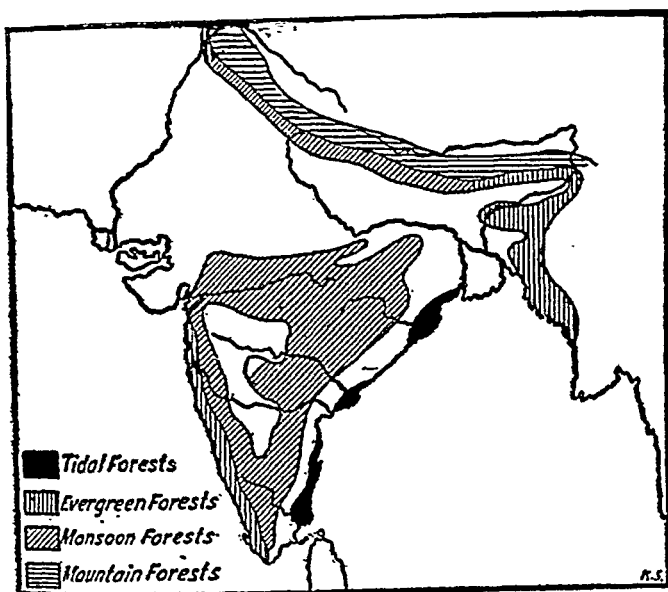 Tidal Forests
Evergreen Forests
Monsoon Forests
Mountain Forests
K.S.